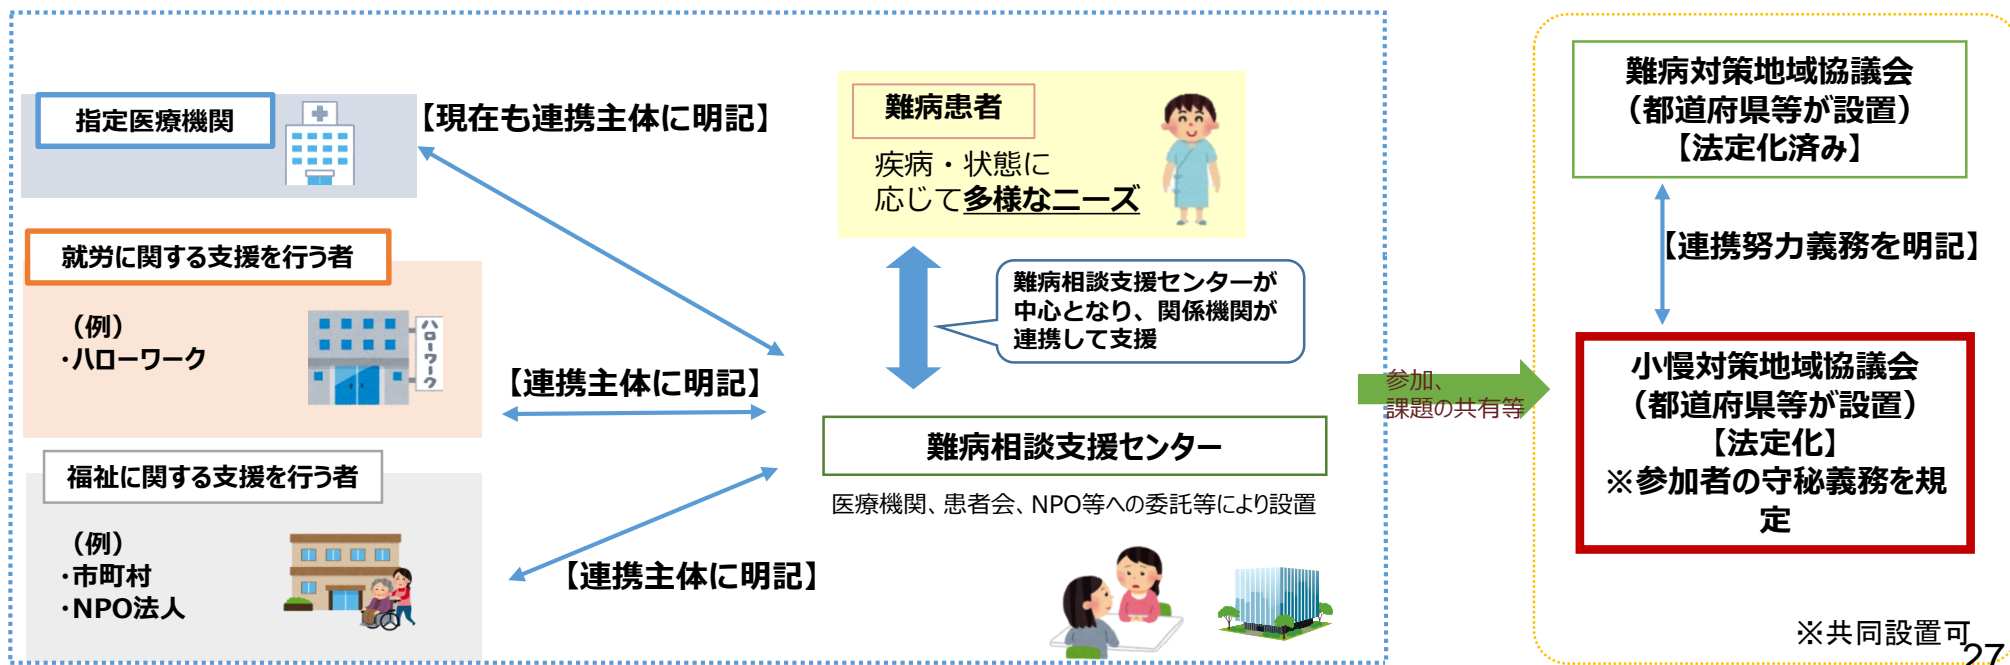 指定医療機関
【現在も連携主体に明記】
就労に関する支援を行う者
（例）
・ハローワーク
ハローワーク
【連携主体に明記】
福祉に関する支援を行う者
（例）
・市町村
・NPO法人
【連携主体に明記】
難病患者
疾病・状態に
応じて多様なニーズ
難病相談支援センターが
中心となり、関係機関が
連携して支援
難病相談支援センター
医療機関、患者会、NPO等への委託等により設置
参加、
課題の共有等
難病対策地域協議会
（都道府県等が設置）
【法定化済み】
【連携努力義務を明記】
小慢対策地域協議会
（都道府県等が設置）
【法定化】
※参加者の守秘義務を規
定
※共同設置可
27